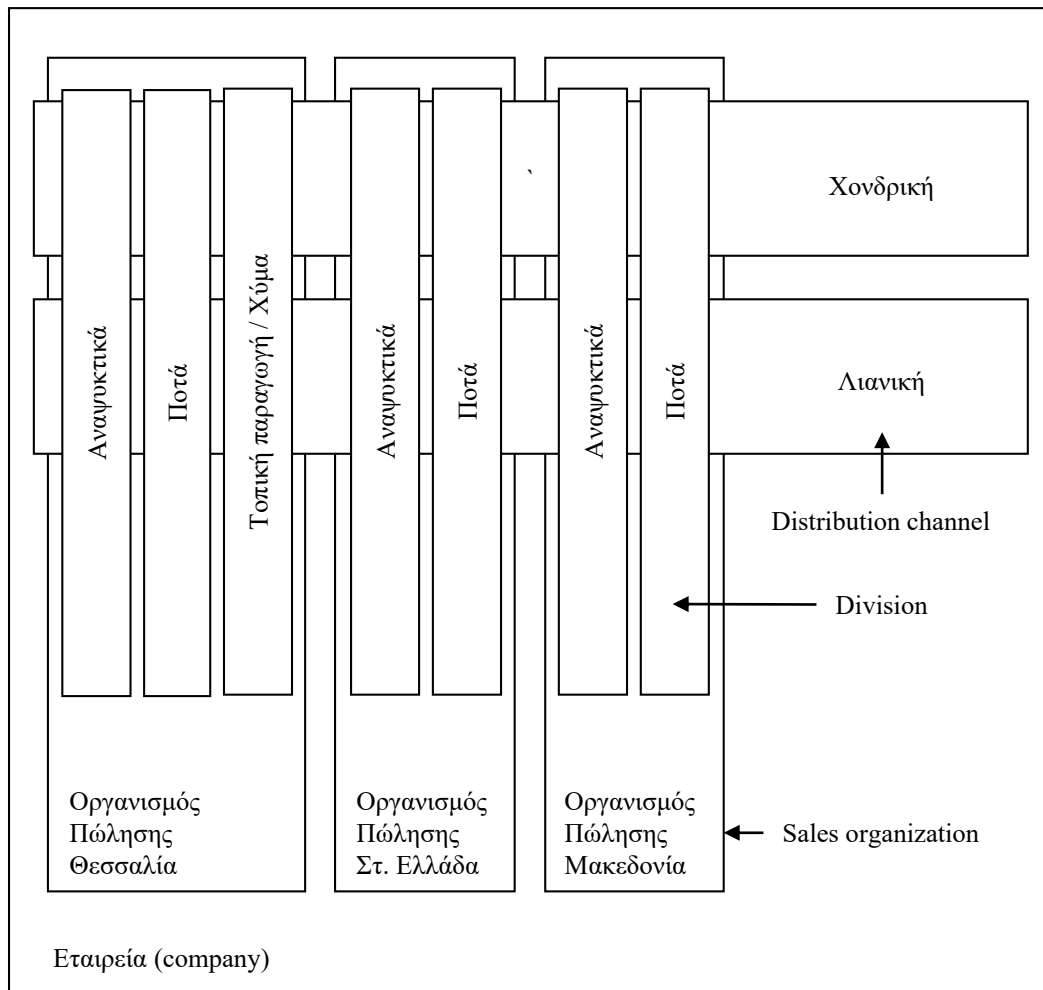 Χονδρική
`
Λιανική
Αναψυκτικά
Ποτά
Τοπική παραγωγή / Χύμα
Αναψυκτικά
Ποτά
Αναψυκτικά
Ποτά
Distribution channel
Division
Οργανισμός
Πώλησης
Θεσσαλία
Οργανισμός
Πώλησης
Στ. Ελλάδα
Οργανισμός
Πώλησης
Μακεδονία
Sales organization
Εταιρεία (company)